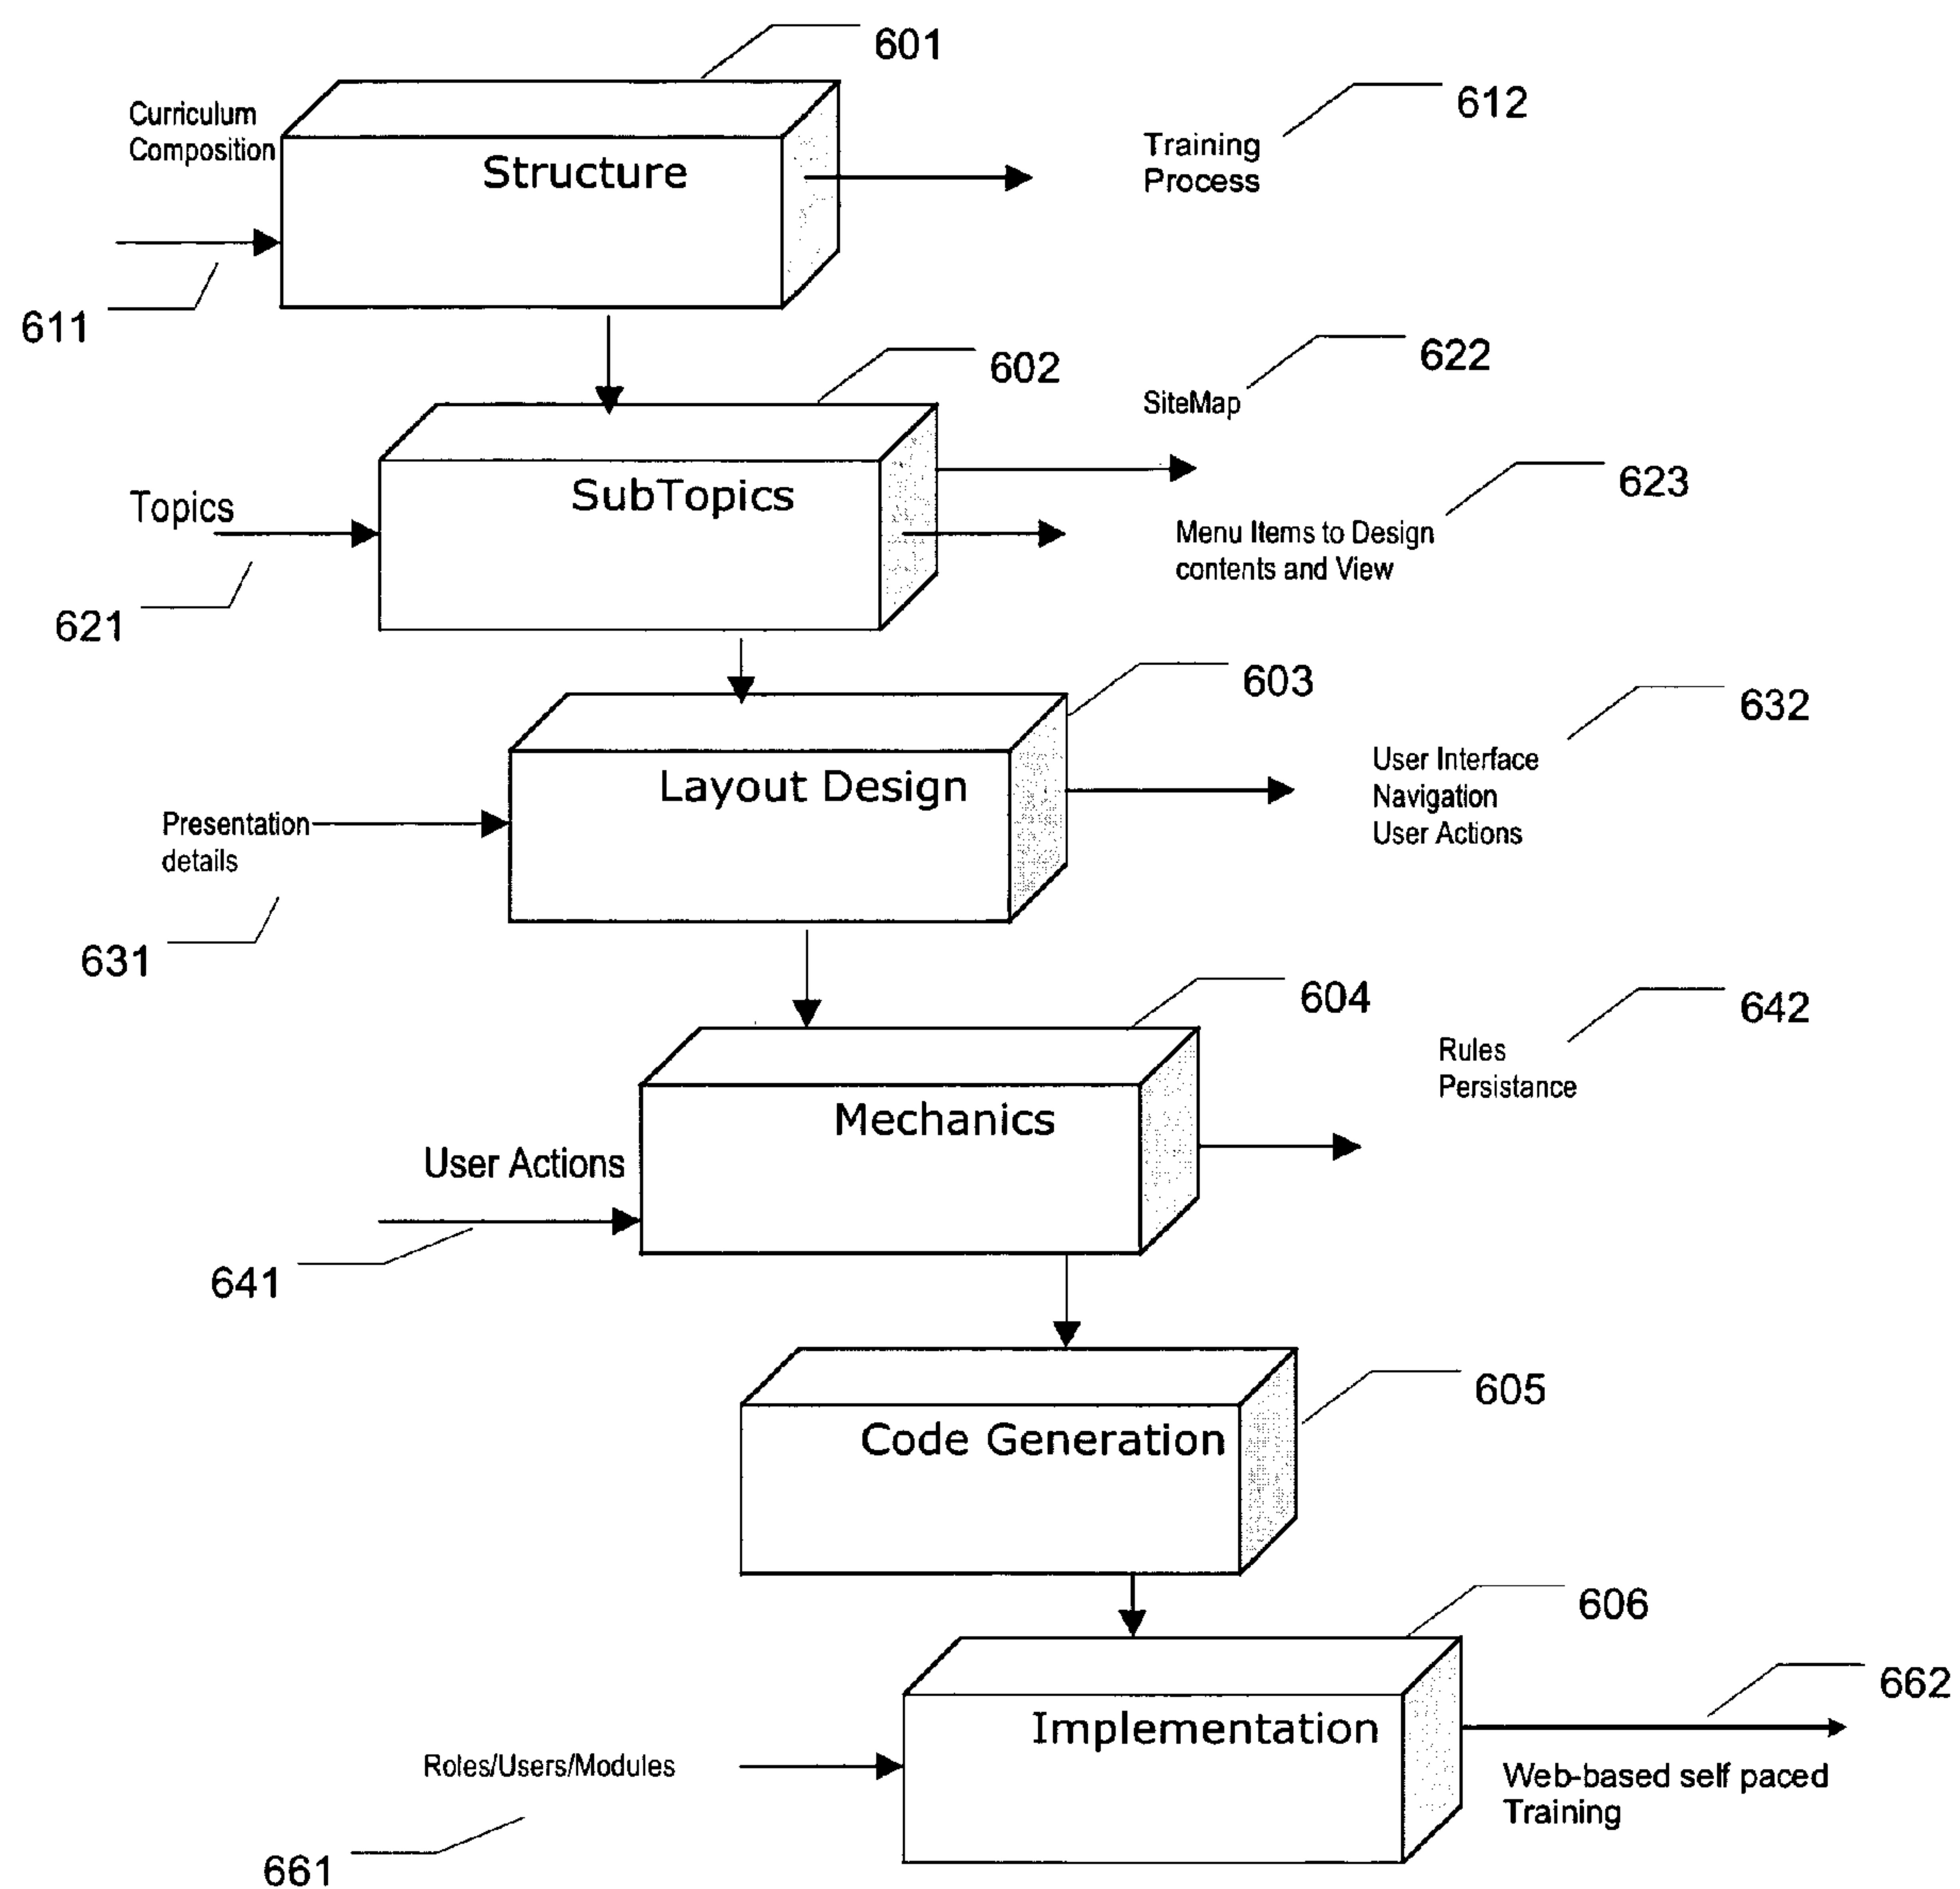 601
612
Curriculum
Composition
Structure
Training
Process
611
602
622
SiteMap
623
Topics
SubTopics
Menu Items to Design
contents and View
621
603
632
User Interface
Navigation
User Actions
Layout Design
Presentation
details
631
604
642
Rules
Persistance
Mechanics
User Actions
641
605
Code Generation
606
662
Implementation
Roles/Users/Modules
Web-based self paced
Training
661